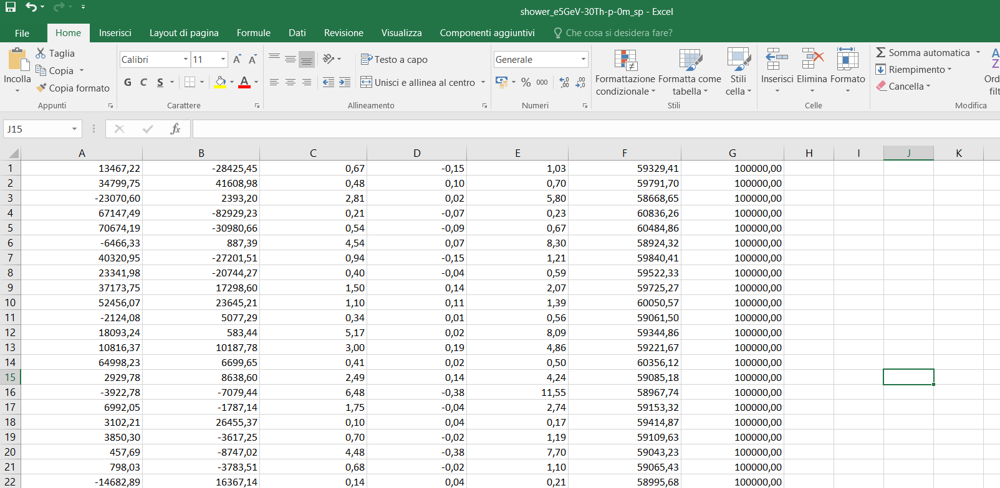 shower_e5GeV-30Th-p-0m_sp - Excel
File Home Inserisci Layout di pagina Formule Dati Revisione Visualizza Componenti aggiuntivi Che cosa si desidera fare?
Incolla
Taglia
Copia
Copia formato
Appunti
Calibri 11 A A
G C S A
Carattere
Testo a capo
Unisci e allinea al centro
Allineamento
Generale
% 000 ,00 ,00
Numeri
Formattazione condizionale
Formatta come tabella
Stili cella
Stili
Inserisci Elimina Formato
Celle
Somma automatica
Riempimento
Cancella
Modifica
J15 fx
A B C D E F G H I J K
1 13467,22 -28425,45 0,67 -0,15 1,03 59329,41 100000,00
2 34799,75 41608,98 0,48 0,10 0,70 59791,70 100000,00
3 -23070,60 2393,20 2,81 0,02 5,80 58668,65 100000,00
4 67147,49 -82929,23 0,21 -0,07 0,23 60836,26 100000,00
5 70674,19 -30980,66 0,54 -0,09 0,67 60484,86 100000,00
6 -6466,33 887,39 4,54 0,07 8,30 58924,32 100000,00
7 40320,95 -27201,51 0,94 -0,15 1,21 59840,41 100000,00
8 23341,98 -20744,27 0,40 -0,04 0,59 59522,33 100000,00
9 37173,75 17298,60 1,50 0,14 2,07 59725,27 100000,00
10 52456,07 23645,21 1,10 0,11 1,39 60050,57 100000,00
11 -2124,08 5077,29 0,34 0,01 0,56 59061,50 100000,00
12 18093,24 583,44 5,17 0,02 8,09 59344,86 100000,00
13 10816,37 10187,78 3,00 0,19 4,86 59221,67 100000,00
14 64998,23 6699,65 0,41 0,02 0,50 60356,12 100000,00
15 2929,78 8638,60 2,49 0,14 4,24 59085,18 100000,00
16 -3922,78 -7079,44 6,48 -0,38 11,55 58967,74 100000,00
17 6992,05 -1787,14 1,75 -0,04 2,74 59153,32 100000,00
18 3102,21 26455,37 0,10 0,04 0,17 59414,87 100000,00
19 3850,30 -3617,25 0,70 -0,02 1,19 59109,63 100000,00
20 457,69 -8747,02 4,48 -0,38 7,70 59043,23 100000,00
21 798,03 -3783,51 0,68 -0,02 1,10 59065,43 100000,00
22 -14682,89 16367,14 0,14 0,04 0,21 58995,68 100000,00